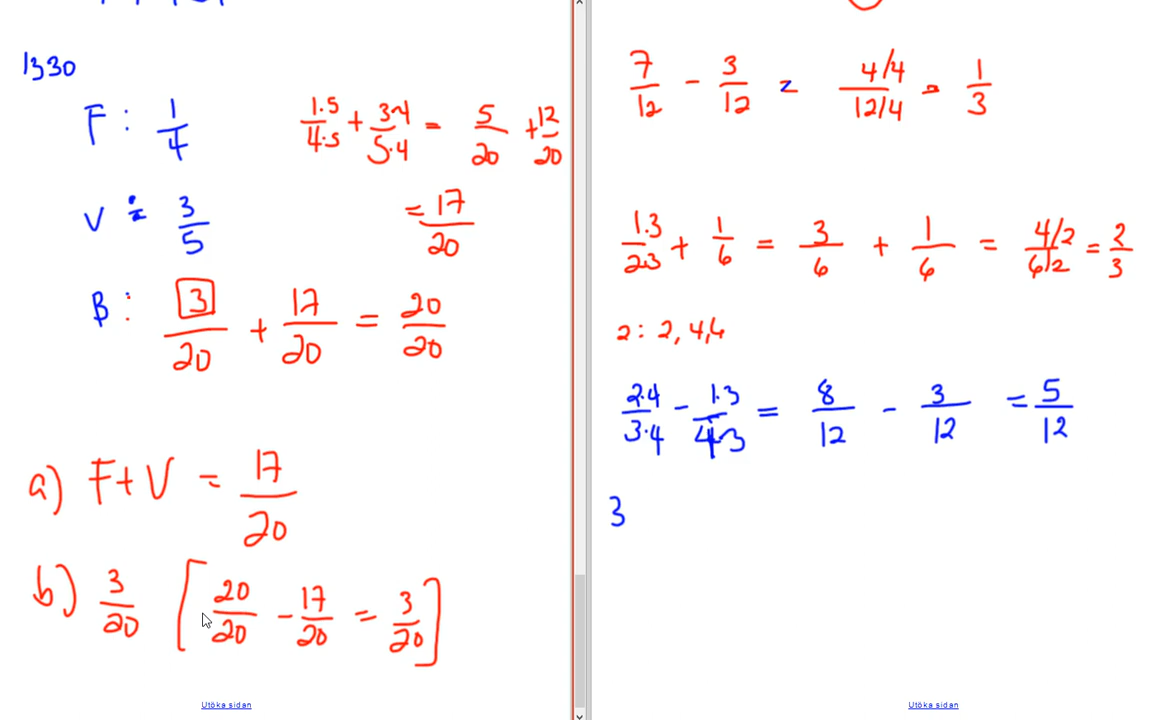 1330
F : 1/4
1·5/4·5 + 3·4/5·4 = 5/20 + 12/20
V : 3/5
= 17/20
B : 3/20 + 17/20 = 20/20
a) F+V = 17/20
b) 3/20 [20/20 - 17/20 = 3/20]
Utöka sidan
7/12 - 3/12 = 4/4/12/4 = 1/3
1·3/2·3 + 1/6 = 3/6 + 1/6 = 4/2/6/2 = 2/3
2 : 2, 4, 6
2·4/3·4 - 1·3/4·3 = 8/12 - 3/12 = 5/12
3
Utöka sidan